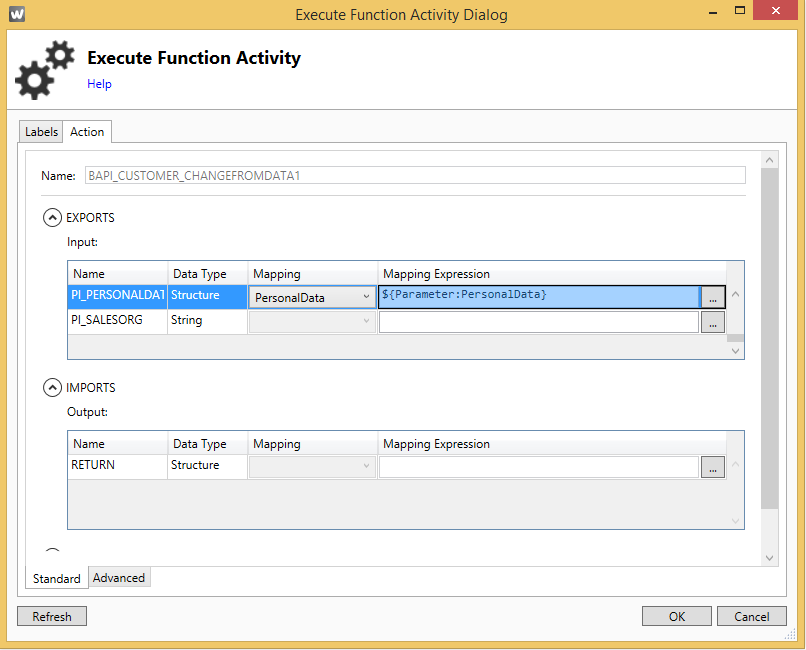 W
Execute Function Activity Dialog
Execute Function Activity
Help
Labels Action
Name: BAPI_CUSTOMER_CHANGEFROMDATA1
EXPORTS
Input:
Name Data Type Mapping Mapping Expression
PI_PERSONALDAT Structure PersonalData ${Parameter:PersonalData} ...
PI_SALESORG String ...
IMPORTS
Output:
Name Data Type Mapping Mapping Expression
RETURN Structure ...
Standard Advanced
Refresh OK Cancel